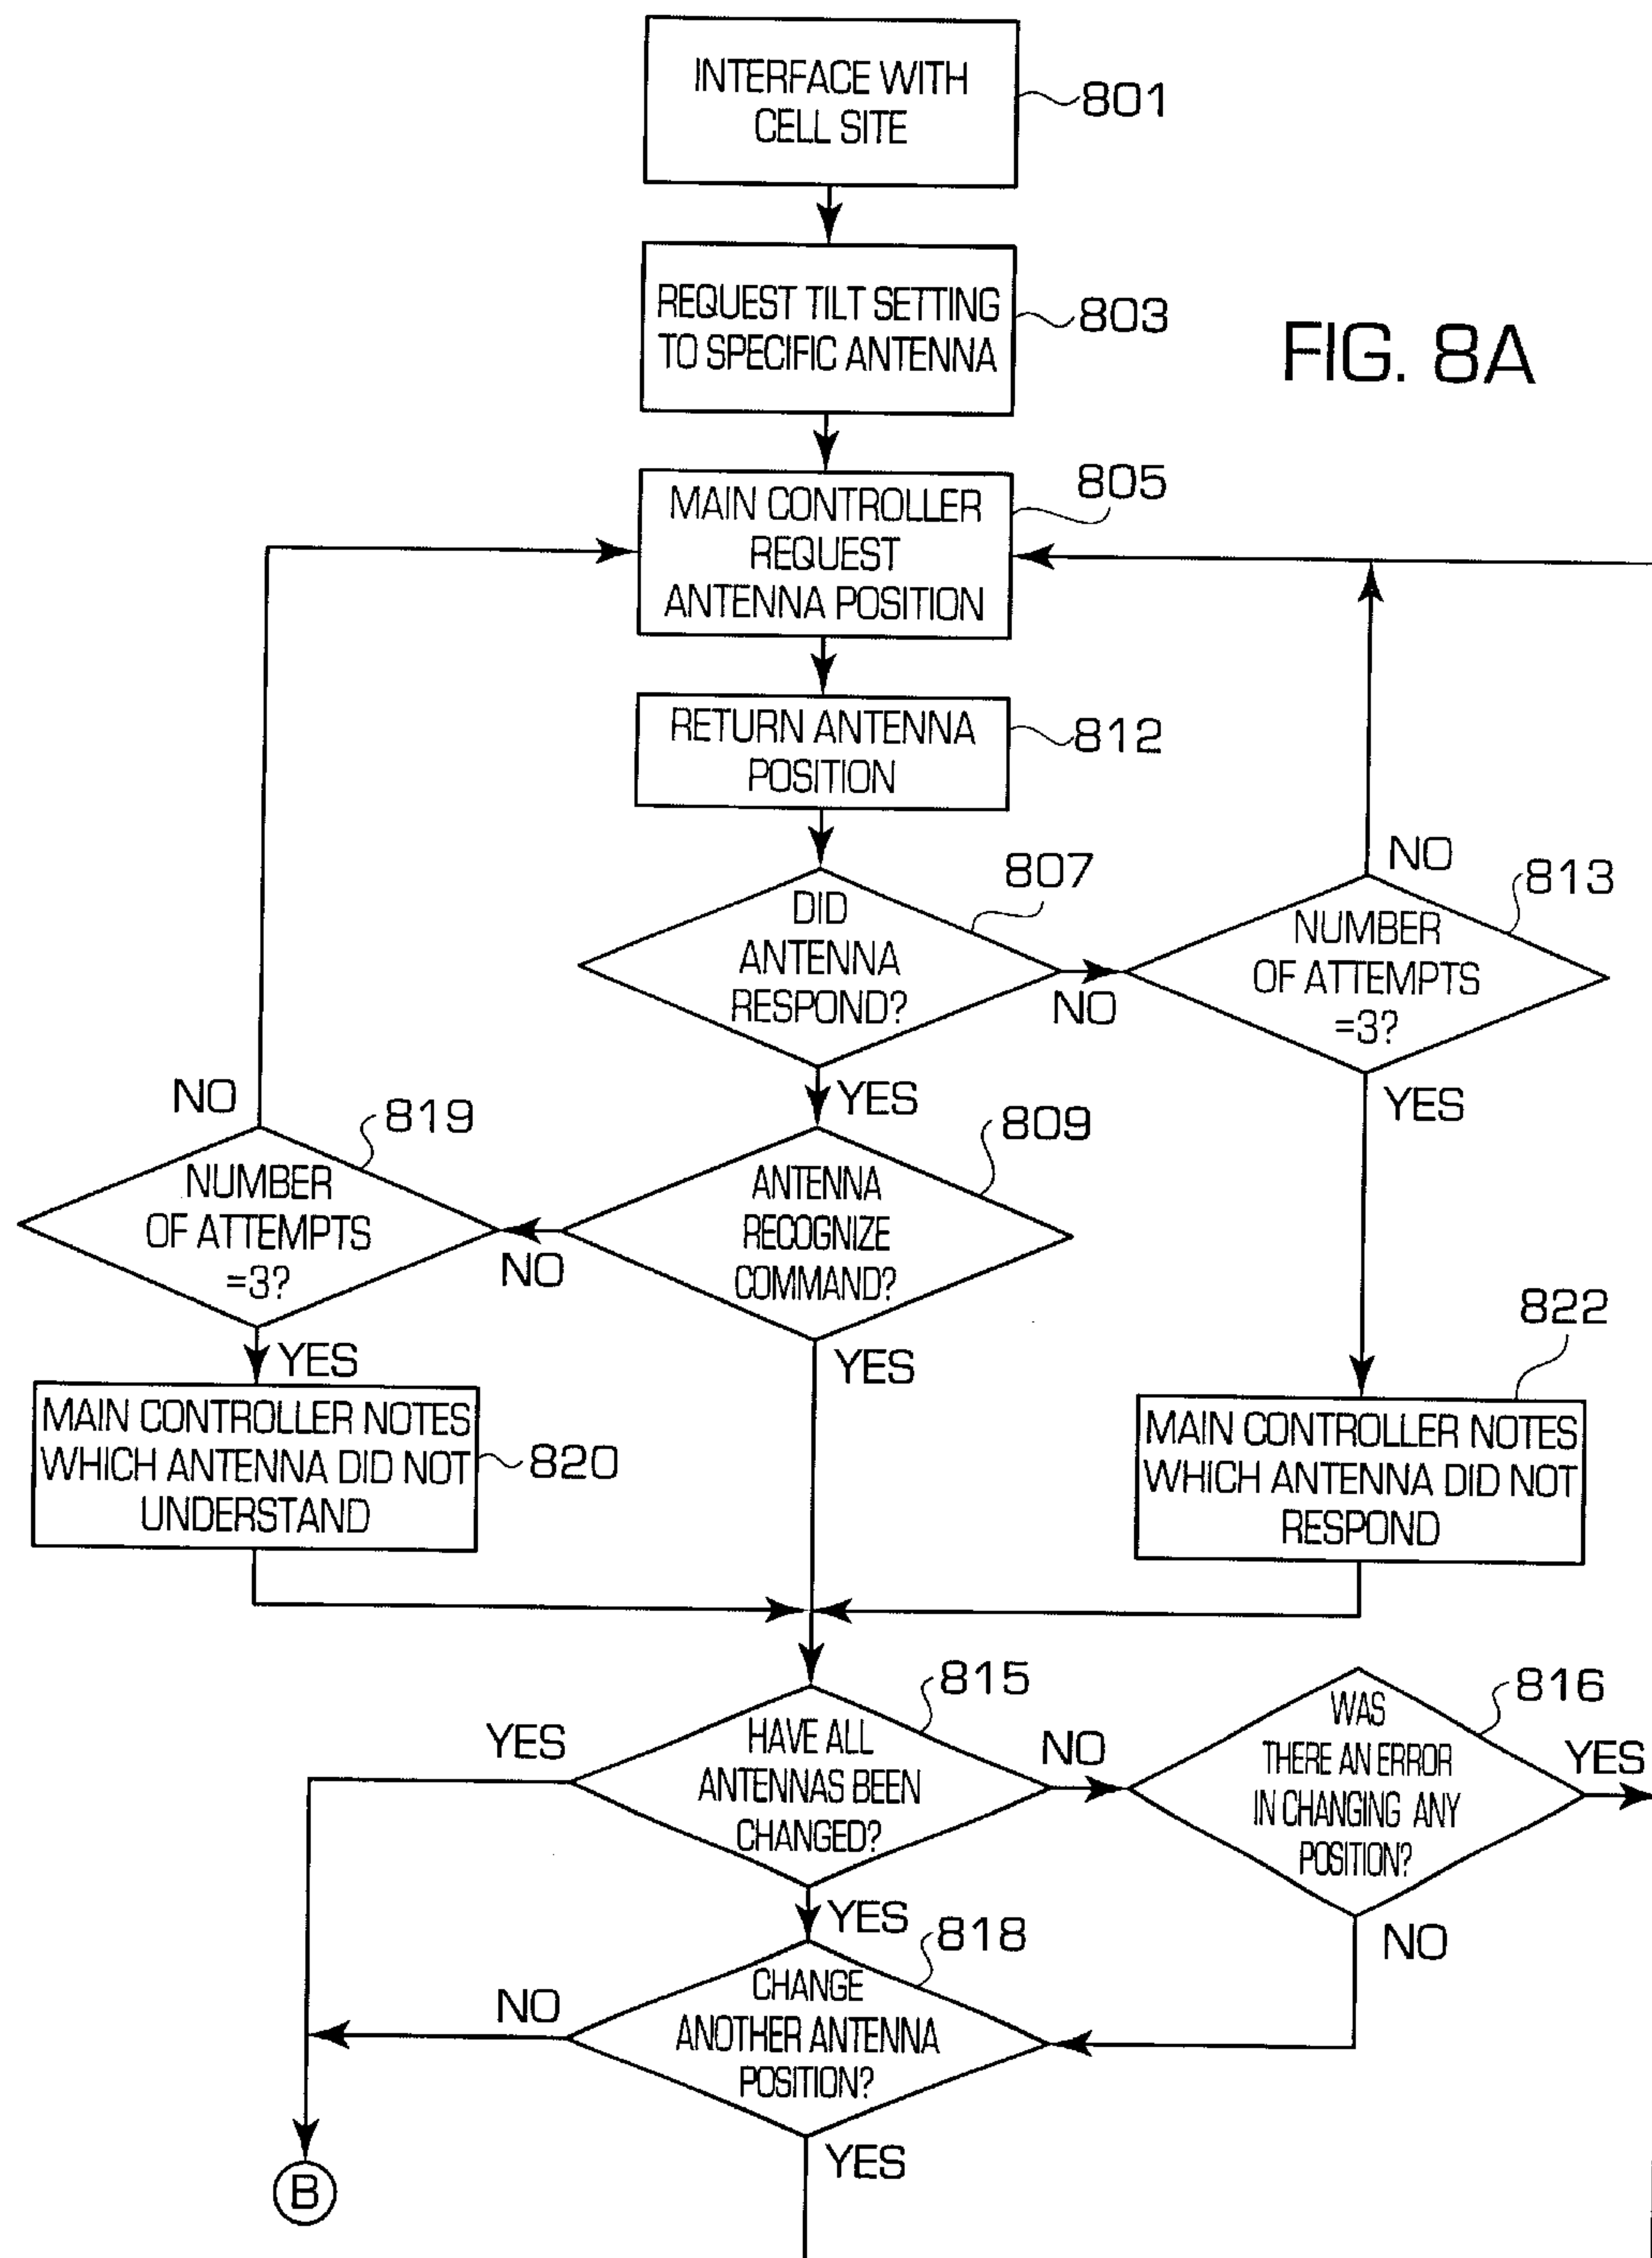 INTERFACE WITH
CELL SITE
801
REQUEST TILT SETTING
TO SPECIFIC ANTENNA
803
FIG. 8A
MAIN CONTROLLER
REQUEST
ANTENNA POSITION
805
RETURN ANTENNA
POSITION
812
DID
ANTENNA
RESPOND?
807
NO
YES
NUMBER
OF ATTEMPTS
=3?
813
NO
YES
ANTENNA
RECOGNIZE
COMMAND?
809
NO
YES
NUMBER
OF ATTEMPTS
=3?
819
NO
YES
MAIN CONTROLLER NOTES
WHICH ANTENNA DID NOT
UNDERSTAND
820
MAIN CONTROLLER NOTES
WHICH ANTENNA DID NOT
RESPOND
822
HAVE ALL
ANTENNAS BEEN
CHANGED?
815
YES
NO
YES
WAS
THERE AN ERROR
IN CHANGING ANY
POSITION?
816
YES
NO
CHANGE
ANOTHER ANTENNA
POSITION?
818
NO
YES
B